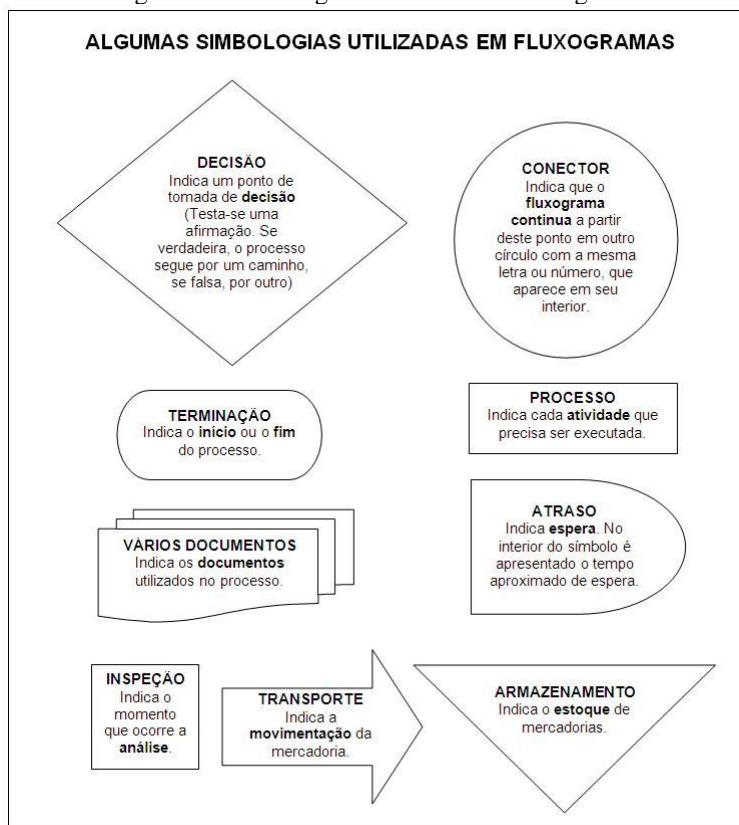 ALGUMAS SIMBOLOGIAS UTILIZADAS EM FLUXOGRAMAS
DECISÃO
Indica um ponto de
tomada de decisão
(Testa-se uma
afirmação. Se
verdadeira, o processo
segue por um caminho,
se falsa, por outro)
CONECTOR
Indica que o
fluxograma
continua a partir
deste ponto em outro
círculo com a mesma
letra ou número, que
aparece em seu
interior.
TERMINAÇÃO
Indica o início ou o fim
do processo.
PROCESSO
Indica cada atividade que
precisa ser executada.
VÁRIOS DOCUMENTOS
Indica os documentos
utilizados no processo.
ATRASO
Indica espera. No
interior do símbolo é
apresentado o tempo
aproximado de espera.
INSPEÇÃO
Indica o
momento
que ocorre a
análise.
TRANSPORTE
Indica a
movimentação da
mercadoria.
ARMAZENAMENTO
Indica o estoque de
mercadorias.